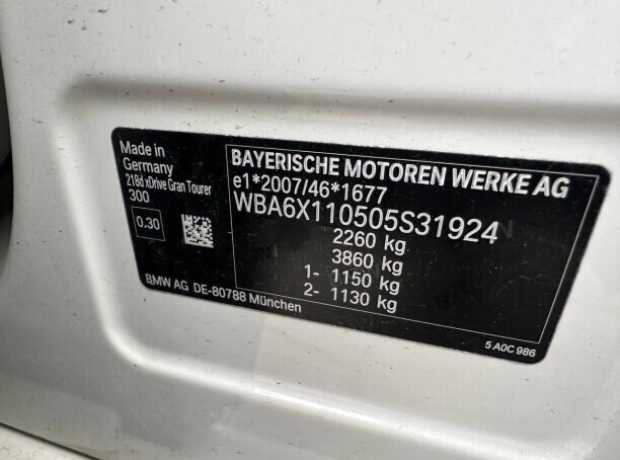 Made in
Germany
218d xDrive Gran Tourer
300
0.30
BMW AG DE-80788 München
BAYERISCHE MOTOREN WERKE AG
e1*2007/46*1677
WBA6X110505S31924
2260 kg
3860 kg
1- 1150 kg
2- 1130 kg
5 A0C 986